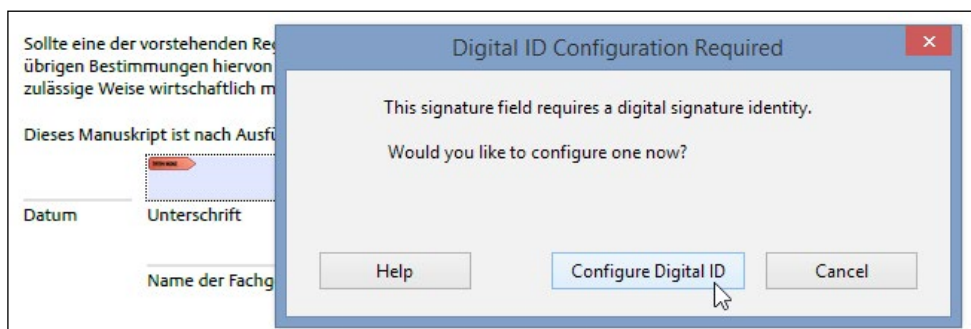 Sollte eine der vorstehenden Reg
übrigen Bestimmungen hiervon
zulässige Weise wirtschaftlich m
Dieses Manuskript ist nach Ausfü
Datum
Unterschrift
Name der Fachg
Digital ID Configuration Required
This signature field requires a digital signature identity.
Would you like to configure one now?
Help
Configure Digital ID
Cancel